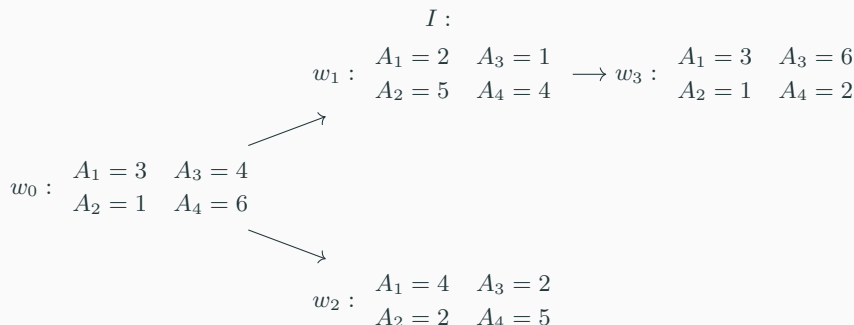 I :
w₁ : A₁ = 2 A₃ = 1
A₂ = 5 A₄ = 4
⟶ w₃ : A₁ = 3 A₃ = 6
A₂ = 1 A₄ = 2
w₀ : A₁ = 3 A₃ = 4
A₂ = 1 A₄ = 6
w₂ : A₁ = 4 A₃ = 2
A₂ = 2 A₄ = 5